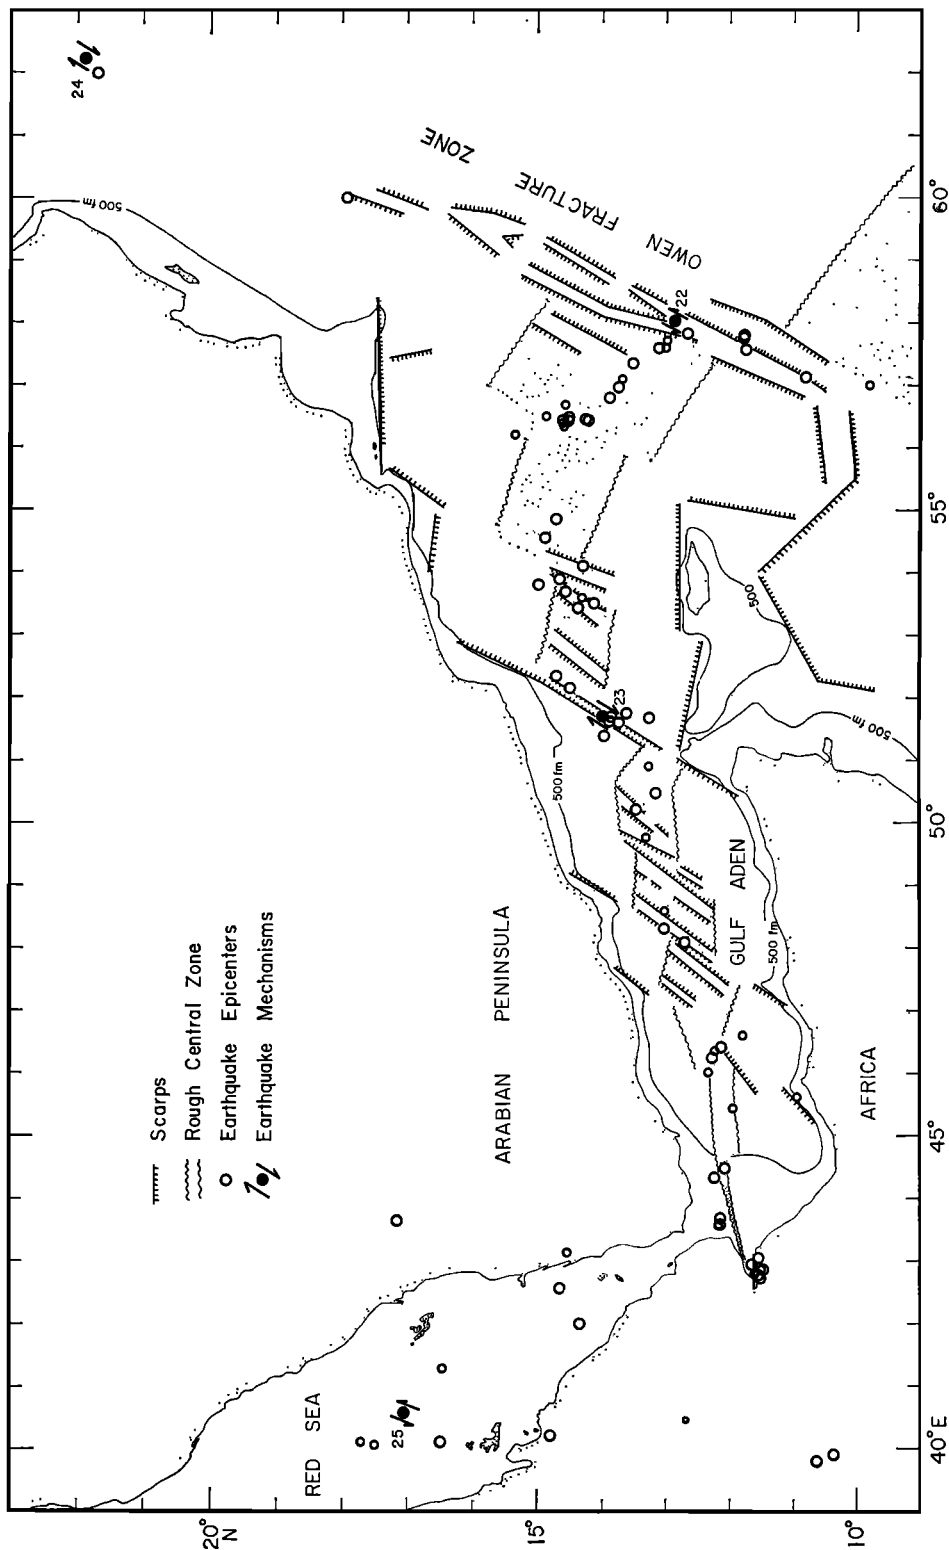 Scarps
Rough Central Zone
Earthquake Epicenters
Earthquake Mechanisms
ARABIAN PENINSULA
RED SEA
GULF ADEN
AFRICA
OWEN FRACTURE ZONE
500 fm
500 fm
500 fm
500
500 fm
22
23
24
25
20°
N
15°
10°
40°E
45°
50°
55°
60°